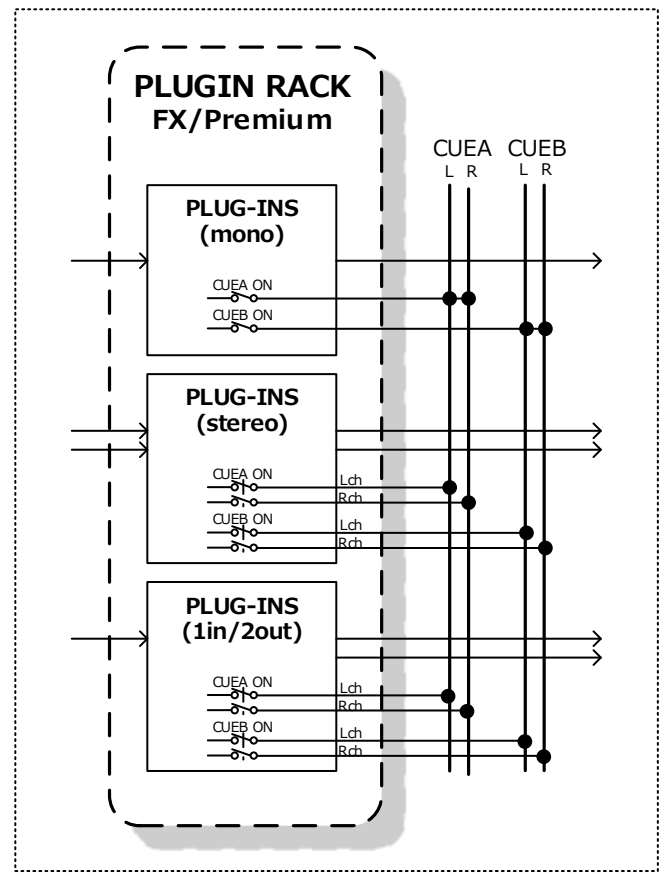 PLUGIN RACK
FX/Premium
CUEA CUEB
L R L R
PLUG-INS
(mono)
CUEA ON
CUEB ON
PLUG-INS
(stereo)
CUEA ON
Lch
Rch
CUEB ON
Lch
Rch
PLUG-INS
(1in/2out)
CUEA ON
Lch
Rch
CUEB ON
Lch
Rch